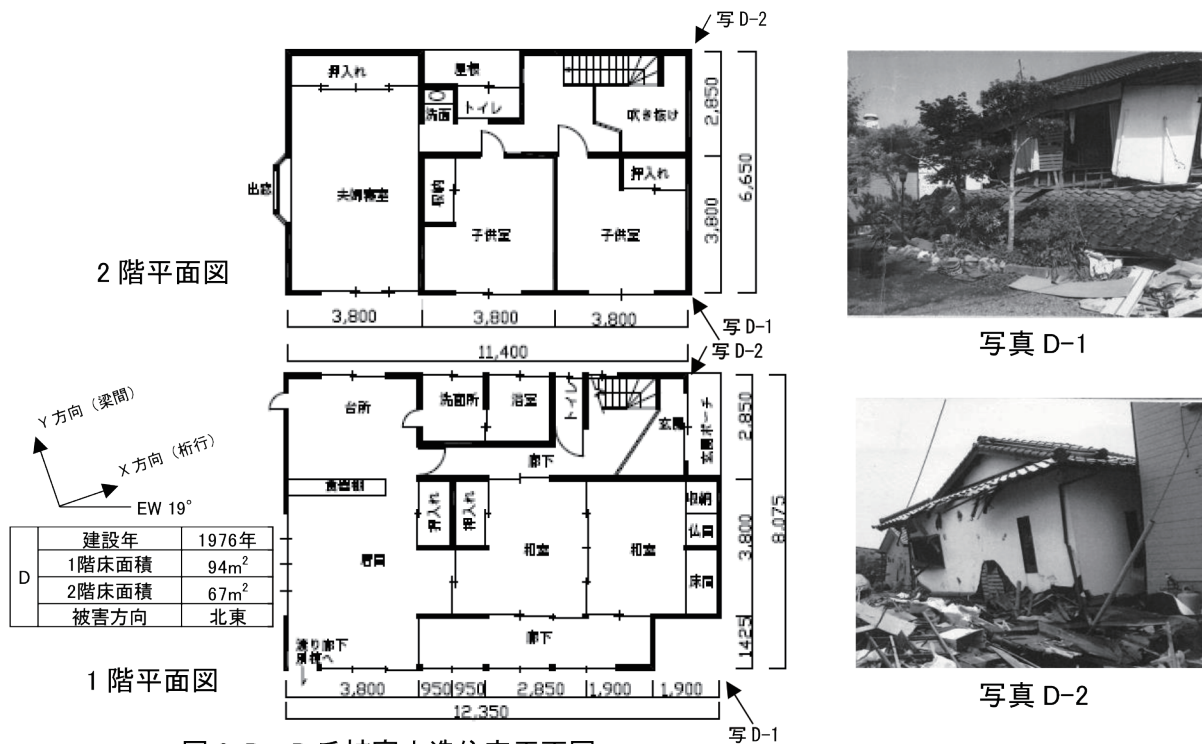 写 D-2
押入れ
屋根
洗面
トイレ
吹き抜け
出窓
夫婦寝室
収納
押入れ
子供室
子供室
2,850
3,800
6,650
2 階平面図
3,800
3,800
3,800
11,400
写 D-1
写真 D-1
写 D-2
台所
洗面所
浴室
トイレ
玄関
玄関ポーチ
廊下
食器棚
押入れ
押入れ
和室
和室
収納
仏間
床間
居間
廊下
渡り廊下
別棟へ
2,850
3,800
1425
8,075
Y 方向（梁間）
X 方向（桁行）
EW 19°
D
建設年 1976年
1階床面積 94m²
2階床面積 67m²
被害方向 北東
1 階平面図
3,800
950
950
2,850
1,900
1,900
12,350
写 D-1
写真 D-2